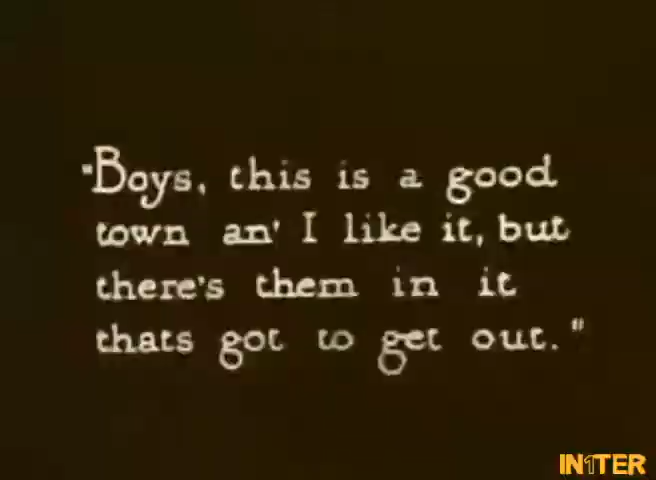 "Boys, this is a good
town an' I like it, but
there's them in it
thats got to get out."
IN1TER